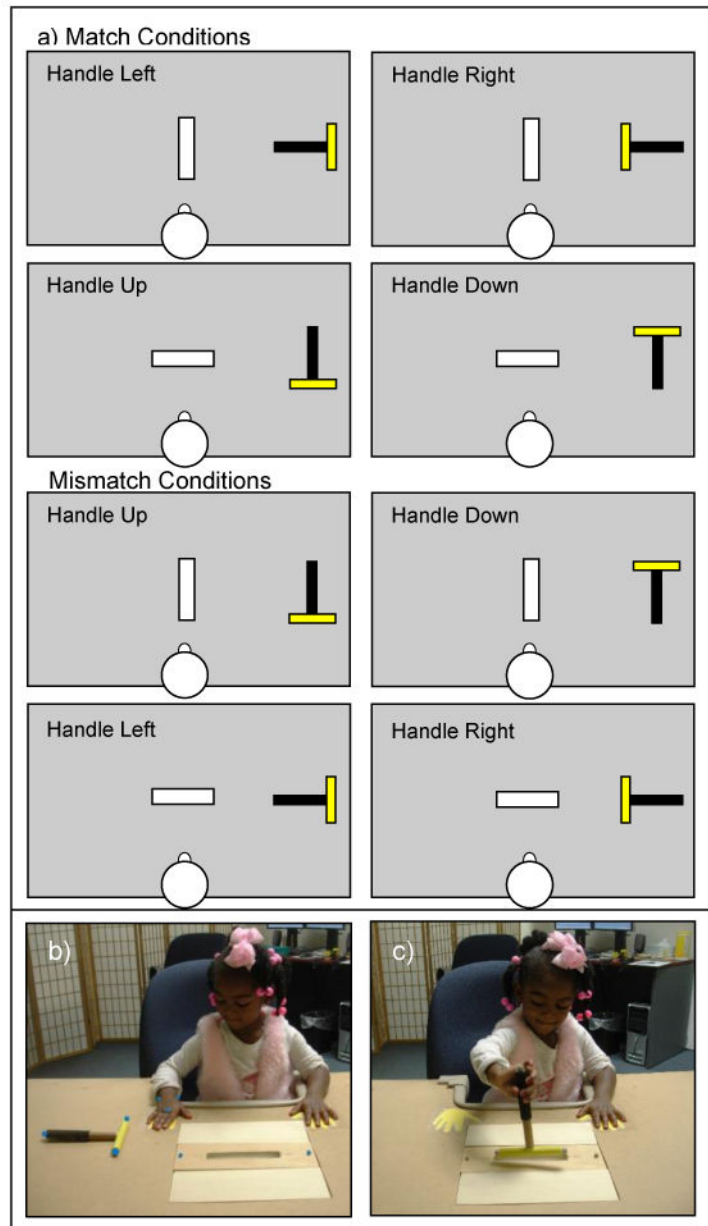 a) Match Conditions
Handle Left
Handle Right
Handle Up
Handle Down
Mismatch Conditions
Handle Up
Handle Down
Handle Left
Handle Right
b)
c)